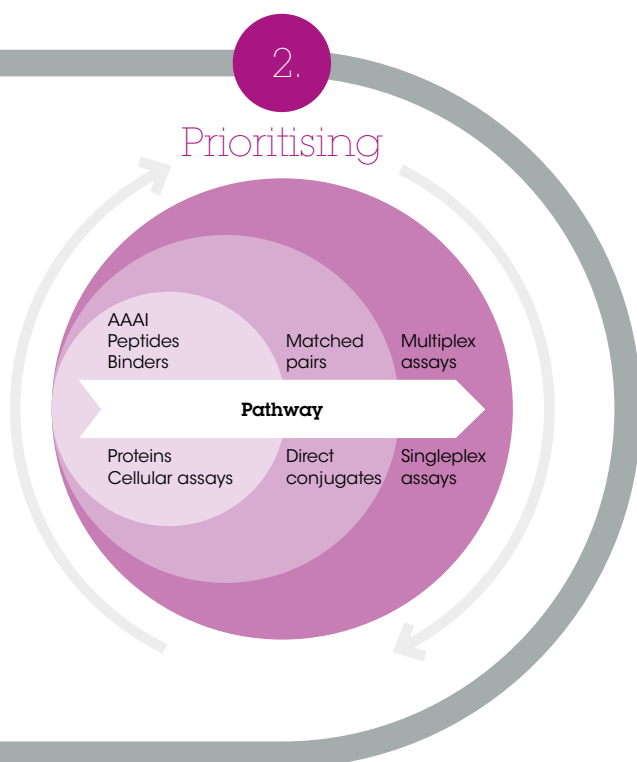 2.
Prioritising
AAAI
Peptides
Binders
Matched
pairs
Multiplex
assays
Pathway
Proteins
Cellular assays
Direct
conjugates
Singleplex
assays